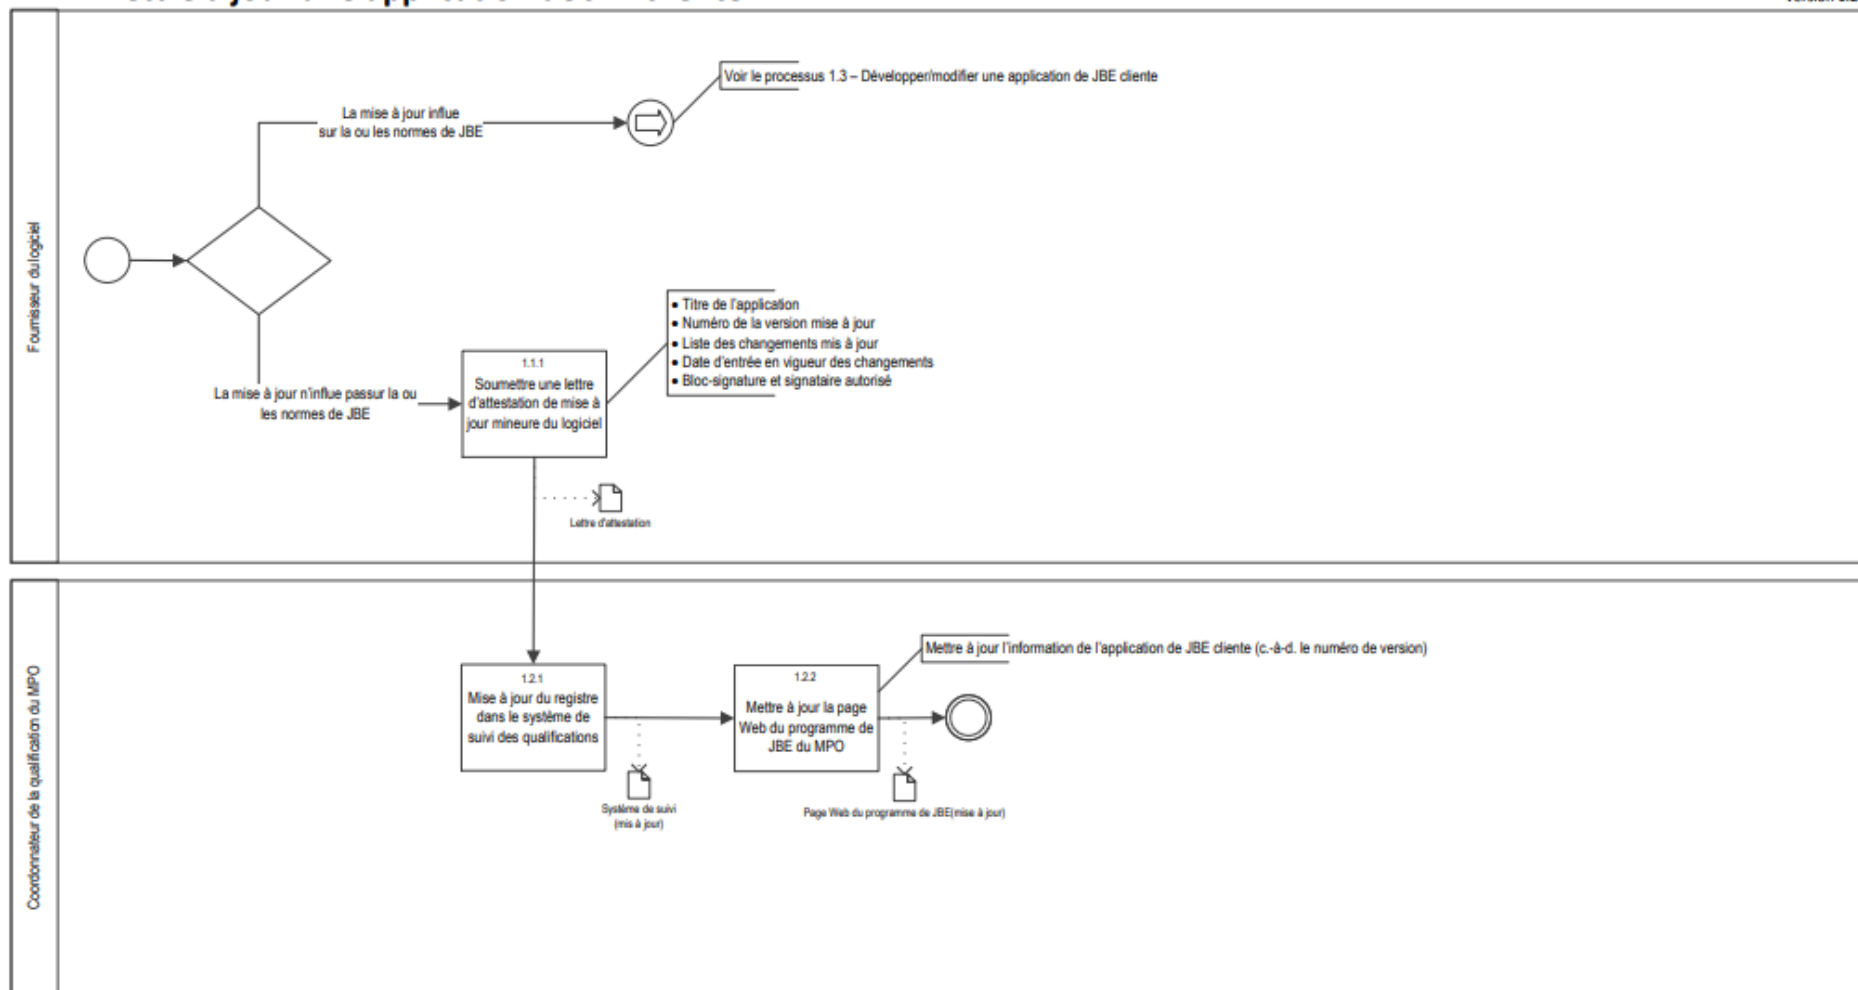 Fournisseur du logiciel
La mise à jour influe
sur la ou les normes de JBE
Voir le processus 1.3 – Développer/modifier une application de JBE cliente
La mise à jour n'influe passur la ou
les normes de JBE
1.1.1
Soumettre une lettre
d'attestation de mise à
jour mineure du logiciel
• Titre de l'application
• Numéro de la version mise à jour
• Liste des changements mis à jour
• Date d'entrée en vigueur des changements
• Bloc-signature et signataire autorisé
Lettre d'attestation
Coordonnateur de la qualification du MPO
1.2.1
Mise à jour du registre
dans le système de
suivi des qualifications
Système de suivi
(mis à jour)
1.2.2
Mettre à jour la page
Web du programme de
JBE du MPO
Mettre à jour l'information de l'application de JBE cliente (c.-à-d. le numéro de version)
Page Web du programme de JBE(mise à jour)